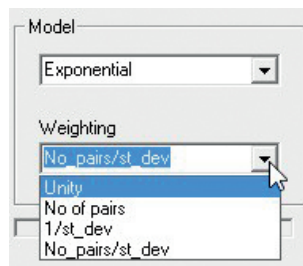 Model
Exponential
Weighting
No_pairs/st_dev
Unity
No of pairs
1/st_dev
No_pairs/st_dev